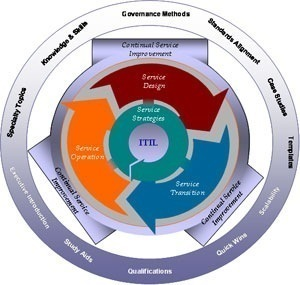 Governance Methods
Standards Alignment
Case Studies
Templates
Scalability
Quick Wins
Qualifications
Study Aids
Executive Introduction
Specialty Topics
Knowledge & Skills
Continual Service
Improvement
Service
Design
Service
Strategies
ITIL
Service
Operation
Service
Transition
Continual Service
Improvement
Continual Service
Improvement